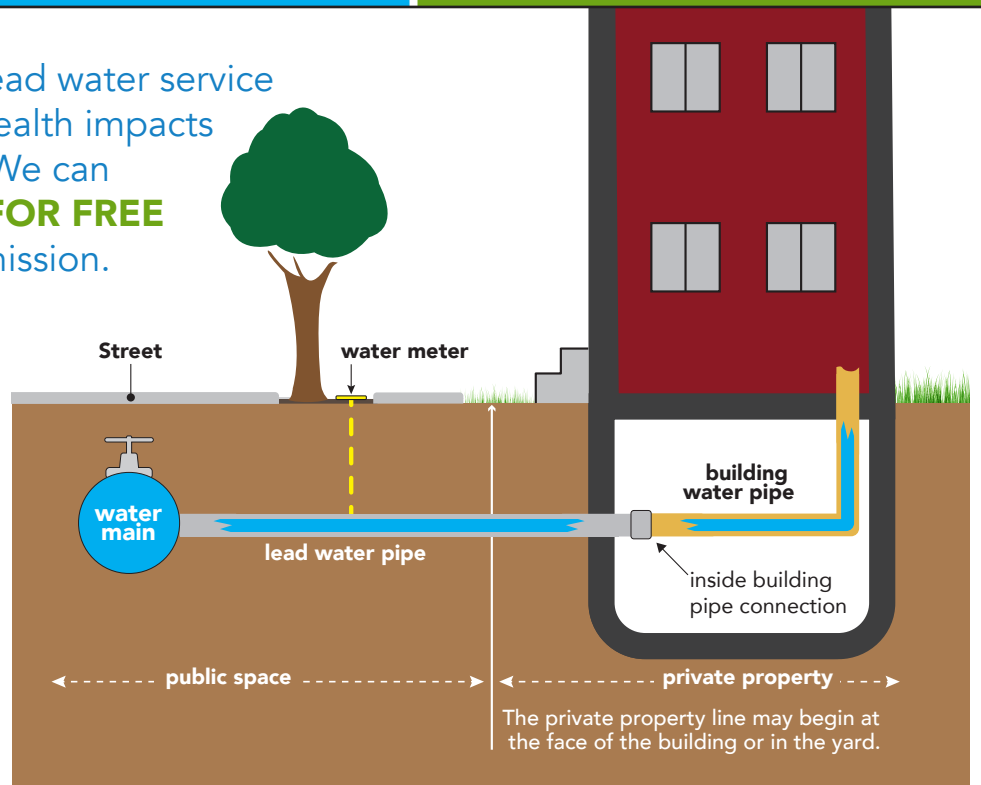 ead water service
ealth impacts
We can
FOR FREE
nission.
Street
water meter
water
main
lead water pipe
building
water pipe
inside building
pipe connection
public space
private property
The private property line may begin at
the face of the building or in the yard.